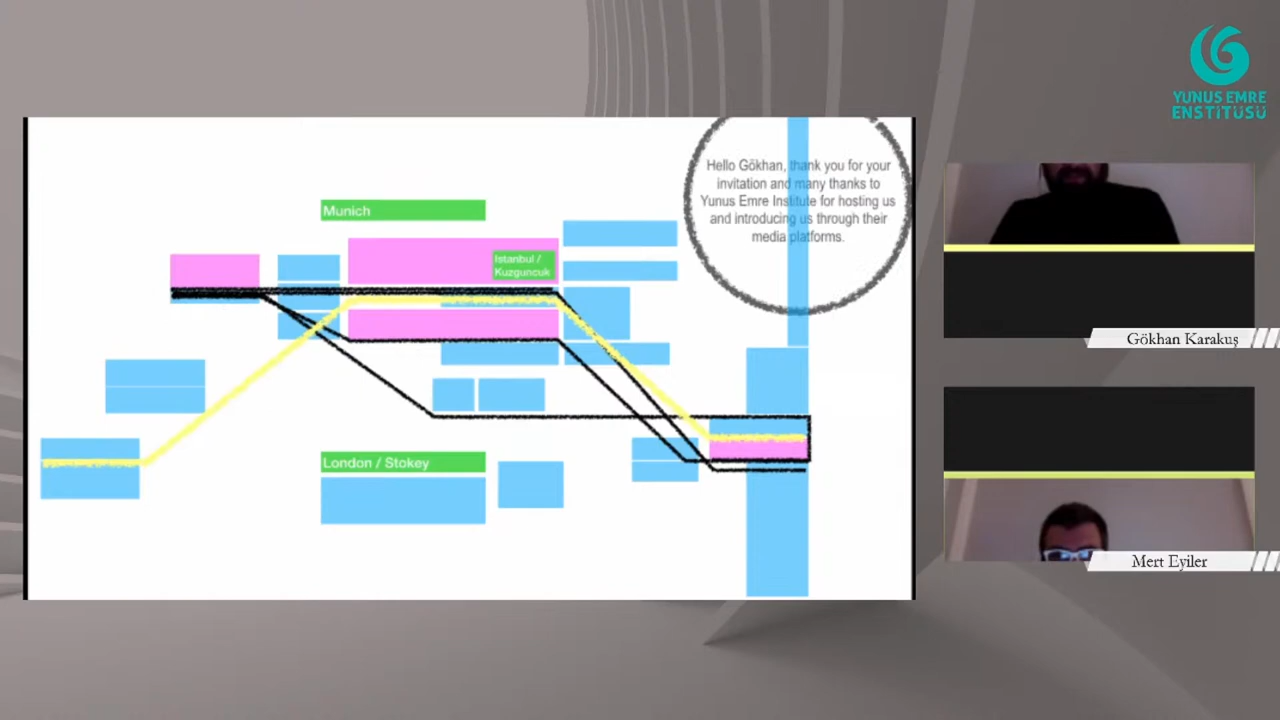 YUNUS EMRE
ENSTİTÜSÜ
Hello Gökhan, thank you for your
invitation and many thanks to
Yunus Emre Institute for hosting us
and introducing us through their
media platforms.
Munich
Istanbul /
Kuzguncuk
London / Stokey
Gökhan Karakuş
Mert Eyiler